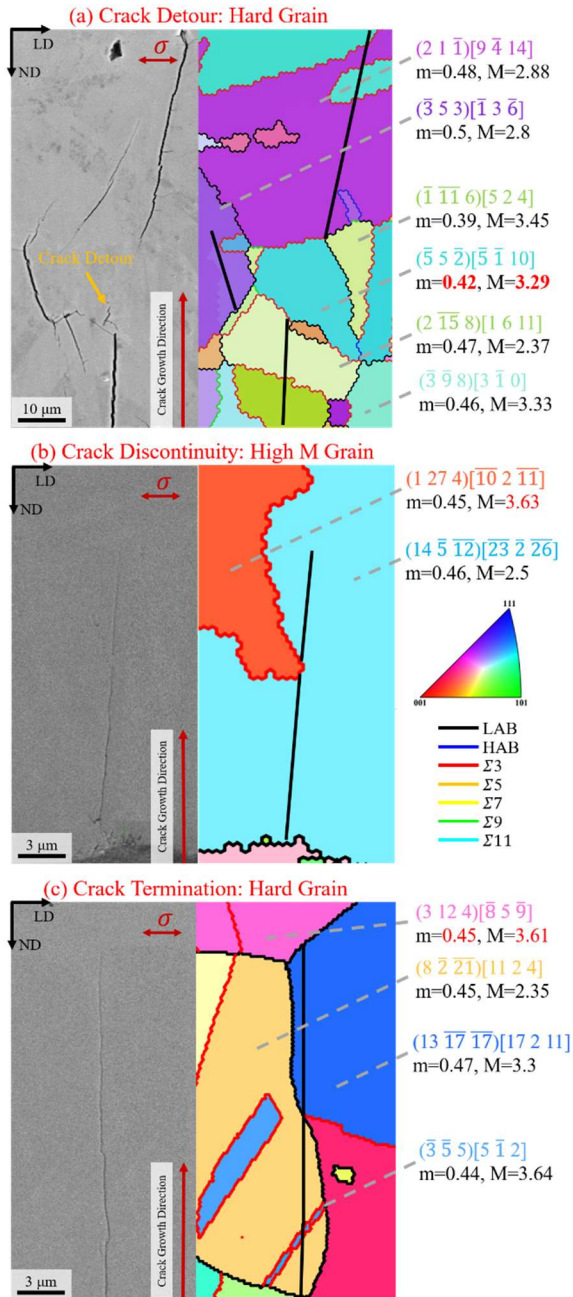 (a) Crack Detour: Hard Grain
LD
ND
σ
Crack Detour
Crack Growth Direction
10 μm
(2 1 1̅)[9 4̅ 14]
m=0.48, M=2.88
(3̅ 5 3)[1̅ 3 6̅]
m=0.5, M=2.8
(1̅ 1̅1̅ 6)[5 2 4]
m=0.39, M=3.45
(5̅ 5 2̅)[5̅ 1̅ 10]
m=0.42, M=3.29
(2 1̅5̅ 8)[1 6 11]
m=0.47, M=2.37
(3̅ 9̅ 8)[3 1̅ 0]
m=0.46, M=3.33
(b) Crack Discontinuity: High M Grain
LD
ND
σ
Crack Growth Direction
3 μm
(1 27 4)[1̅0̅ 2 1̅1̅]
m=0.45, M=3.63
(14 5̅ 1̅2̅)[2̅3̅ 2̅ 2̅6̅]
m=0.46, M=2.5
111
001
101
LAB
HAB
Σ3
Σ5
Σ7
Σ9
Σ11
(c) Crack Termination: Hard Grain
LD
ND
σ
Crack Growth Direction
3 μm
(3 12 4)[8̅ 5 9̅]
m=0.45, M=3.61
(8 2̅ 2̅1̅)[11 2 4]
m=0.45, M=2.35
(13 1̅7̅ 1̅7̅)[17 2 11]
m=0.47, M=3.3
(3̅ 5̅ 5)[5 1̅ 2]
m=0.44, M=3.64